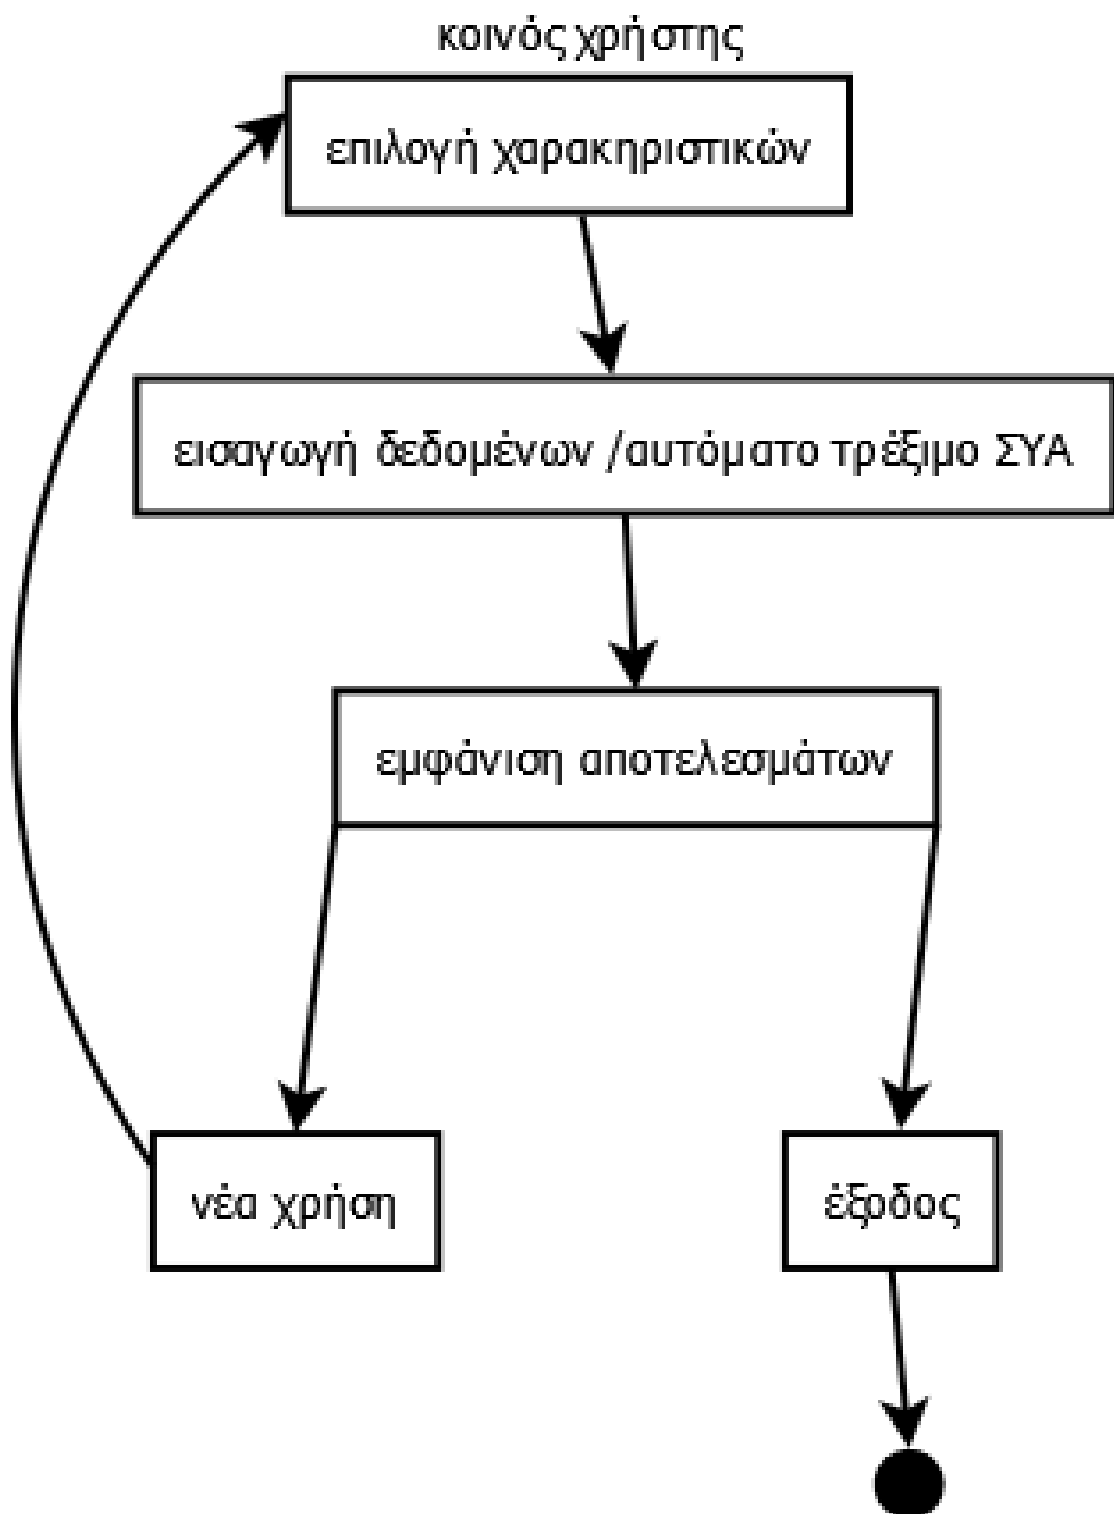 κοινός χρήστης
επιλογή χαρακηριστικών
εισαγωγή δεδομένων /αυτόματο τρέξιμο ΣΥΑ
εμφάνιση αποτελεσμάτων
νέα χρήση
έξοδος